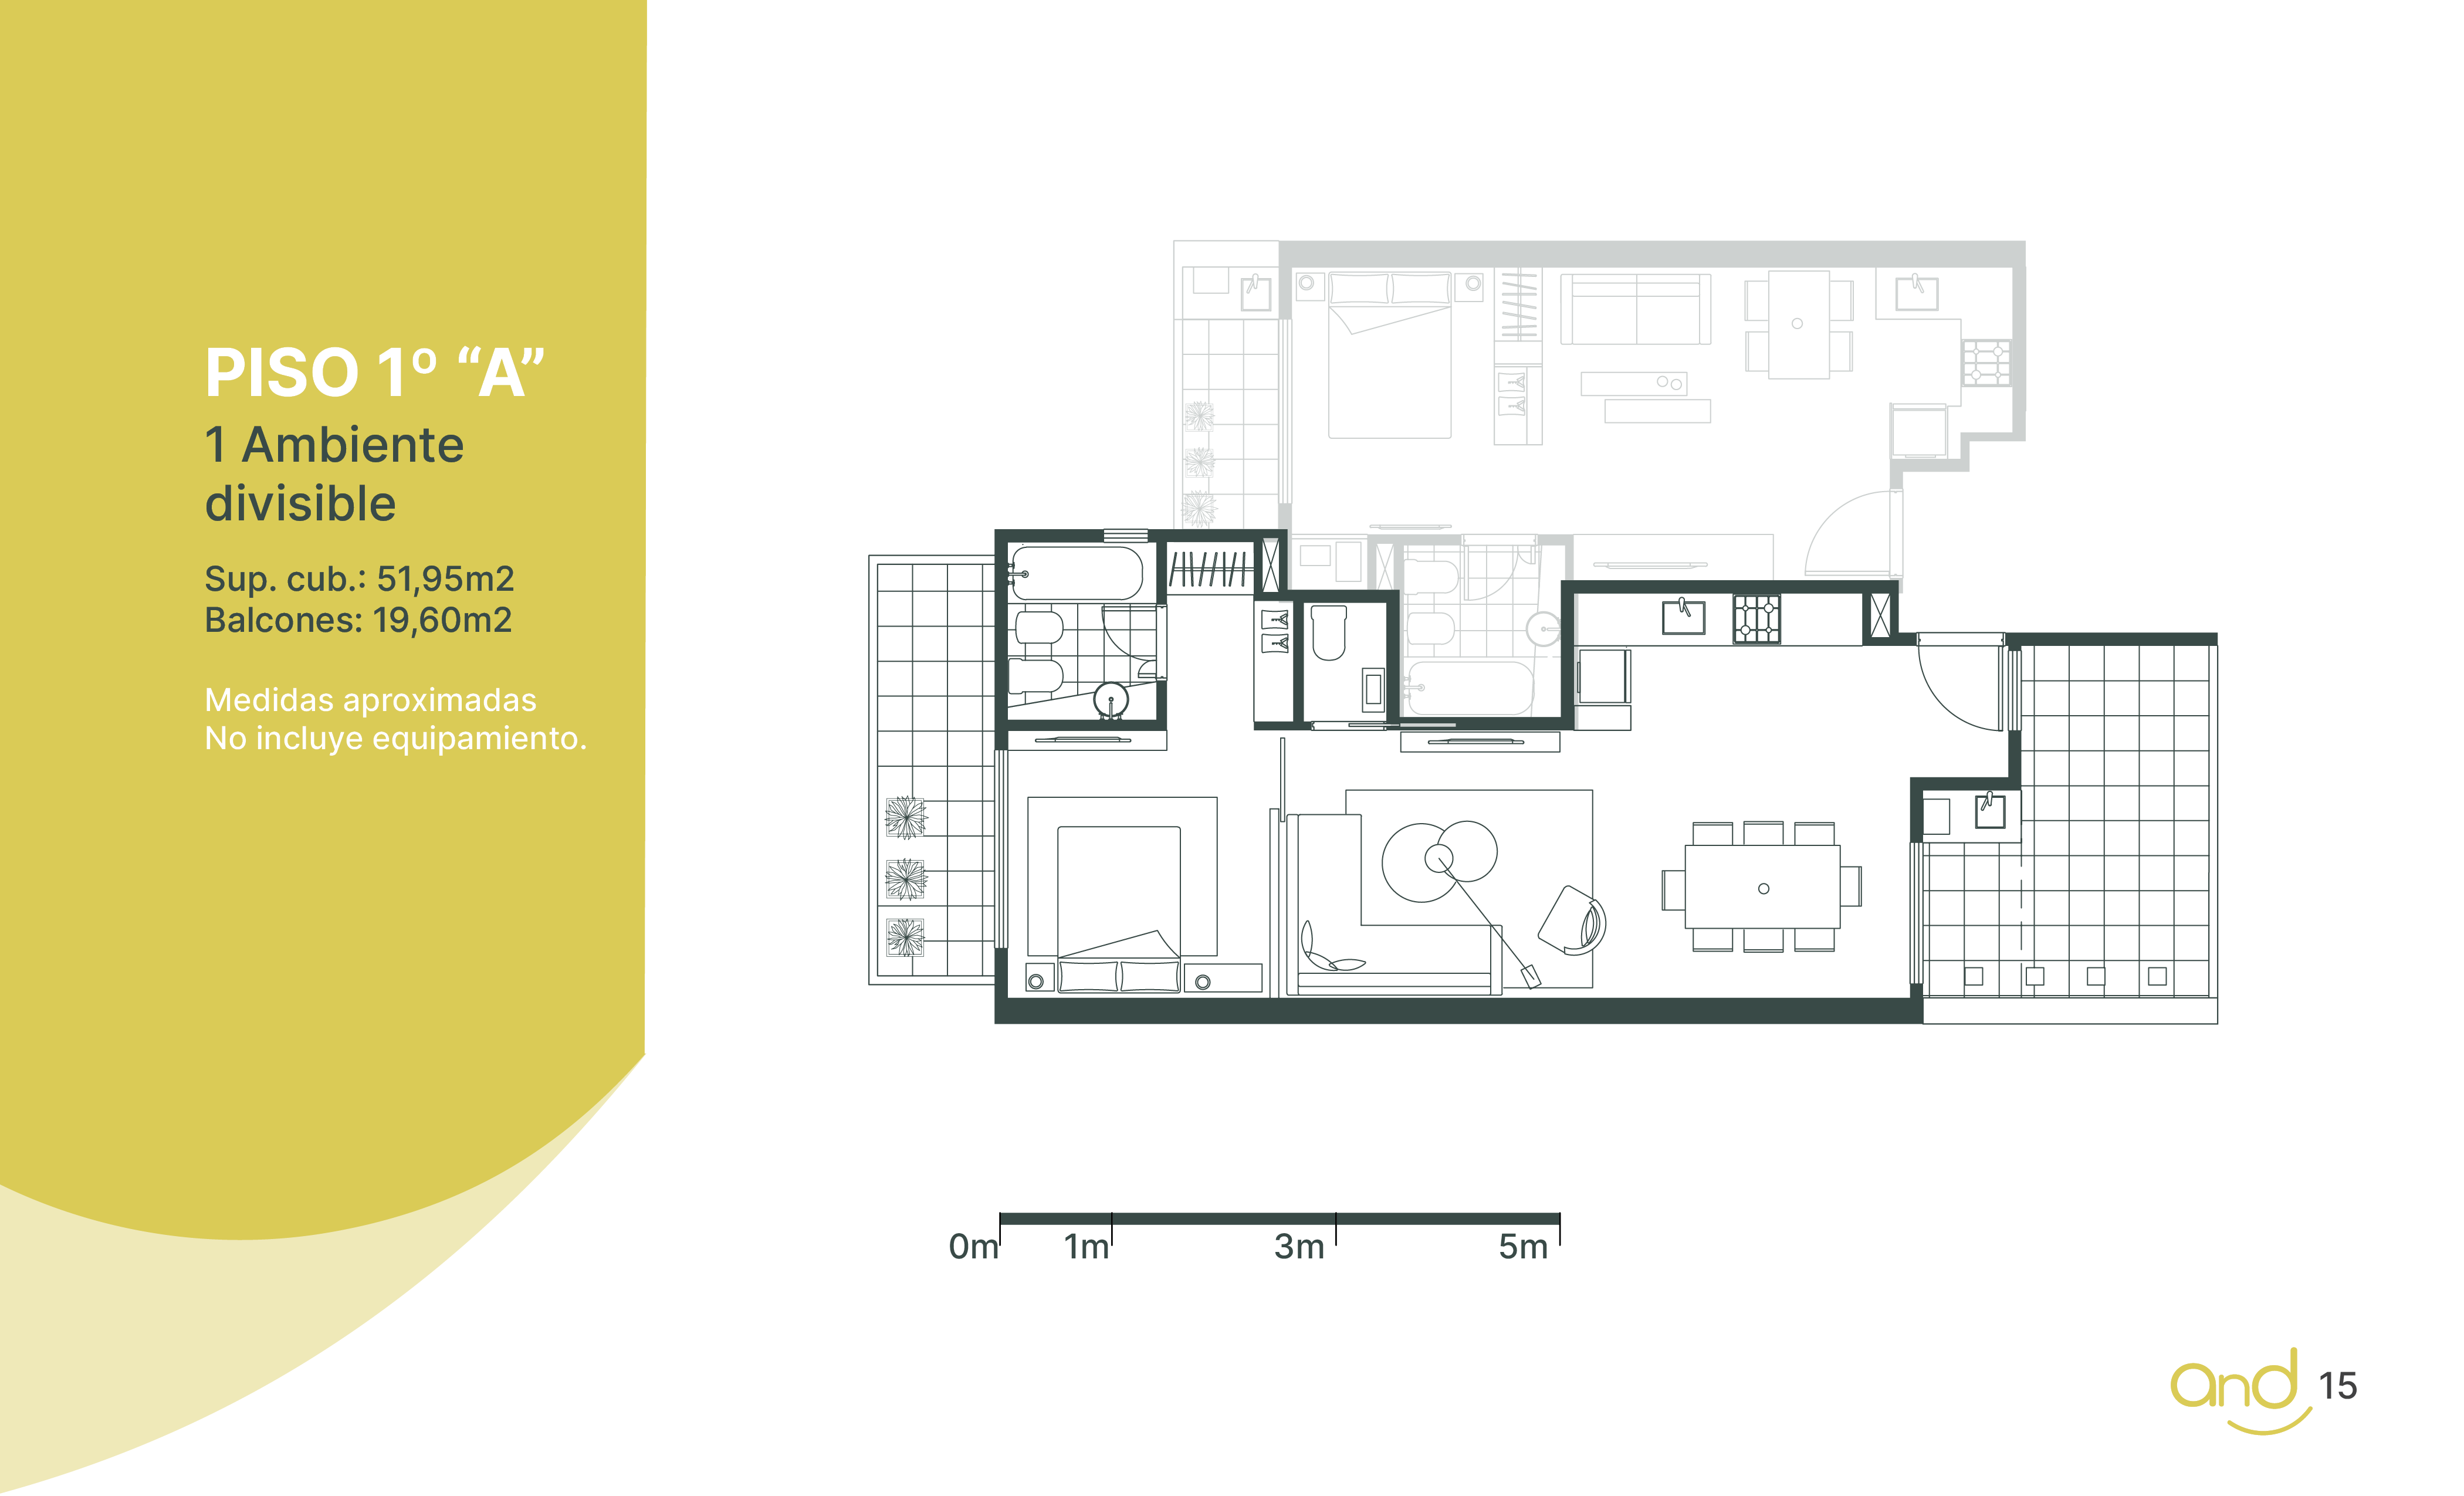 PISO 1º “A”
1 Ambiente
divisible
Sup. cub.: 51,95m2
Balcones: 19,60m2
Medidas aproximadas
No incluye equipamiento.
0m 1m 3m 5m
and 15